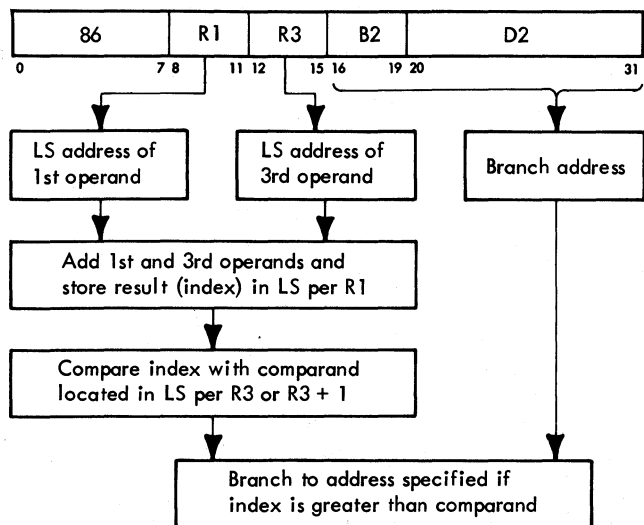 86 R1 R3 B2 D2
0 7 8 11 12 15 16 19 20 31
LS address of
1st operand
LS address of
3rd operand
Branch address
Add 1st and 3rd operands and
store result (index) in LS per R1
Compare index with comparand
located in LS per R3 or R3 + 1
Branch to address specified if
index is greater than comparand